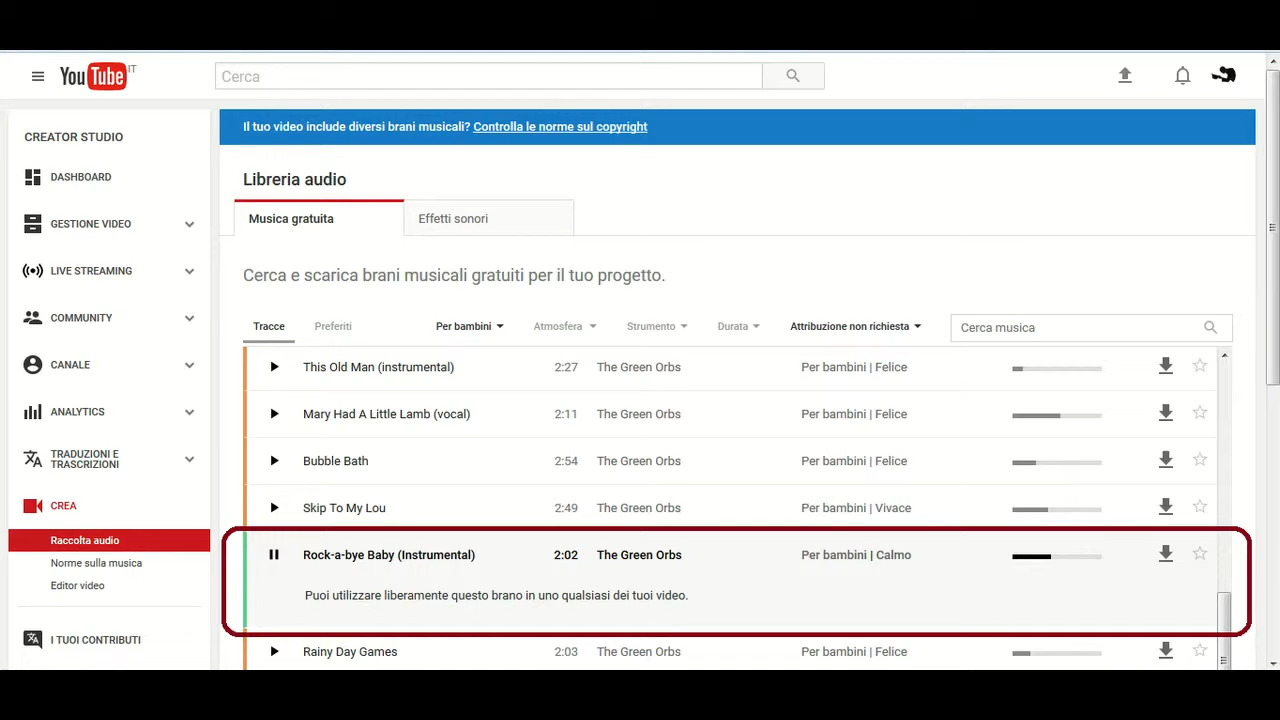 YouTube IT
Cerca
CREATOR STUDIO
DASHBOARD
GESTIONE VIDEO
LIVE STREAMING
COMMUNITY
CANALE
ANALYTICS
TRADUZIONI E
TRASCRIZIONI
CREA
Raccolta audio
Norme sulla musica
Editor video
I TUOI CONTRIBUTI
Il tuo video include diversi brani musicali? Controlla le norme sul copyright
Libreria audio
Musica gratuita Effetti sonori
Cerca e scarica brani musicali gratuiti per il tuo progetto.
Tracce Preferiti Per bambini Atmosfera Strumento Durata Attribuzione non richiesta Cerca musica
This Old Man (instrumental) 2:27 The Green Orbs Per bambini | Felice
Mary Had A Little Lamb (vocal) 2:11 The Green Orbs Per bambini | Felice
Bubble Bath 2:54 The Green Orbs Per bambini | Felice
Skip To My Lou 2:49 The Green Orbs Per bambini | Vivace
Rock-a-bye Baby (Instrumental) 2:02 The Green Orbs Per bambini | Calmo
Puoi utilizzare liberamente questo brano in uno qualsiasi dei tuoi video.
Rainy Day Games 2:03 The Green Orbs Per bambini | Felice